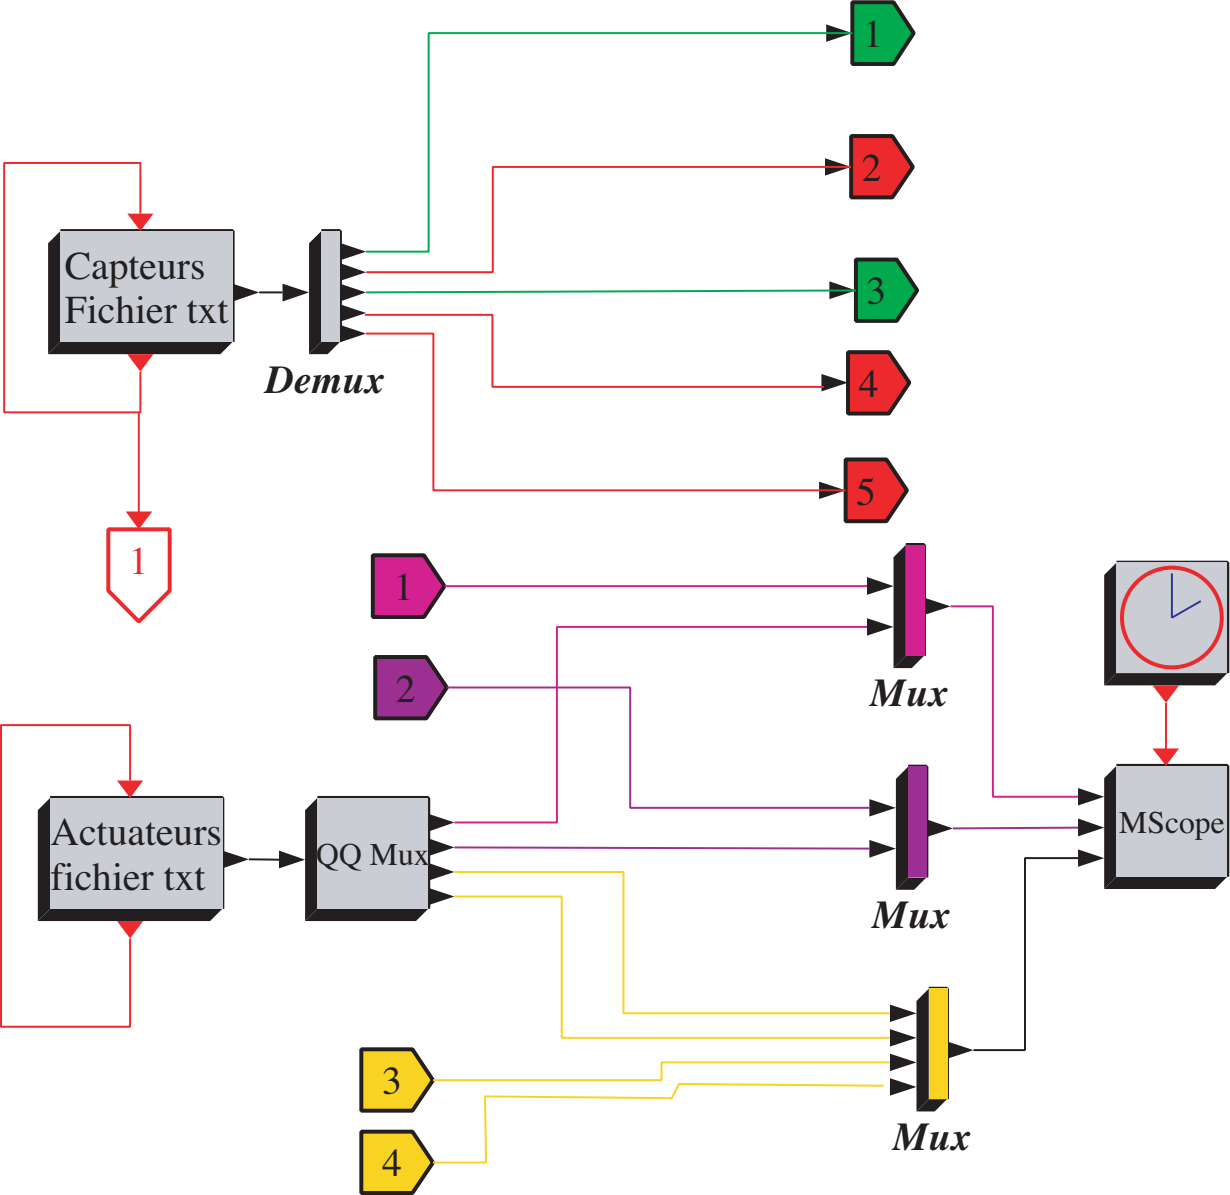 1
2
Capteurs
Fichier txt
3
Demux
4
5
1
1
2
Mux
Actuateurs
fichier txt
QQ Mux
MScope
Mux
3
4
Mux